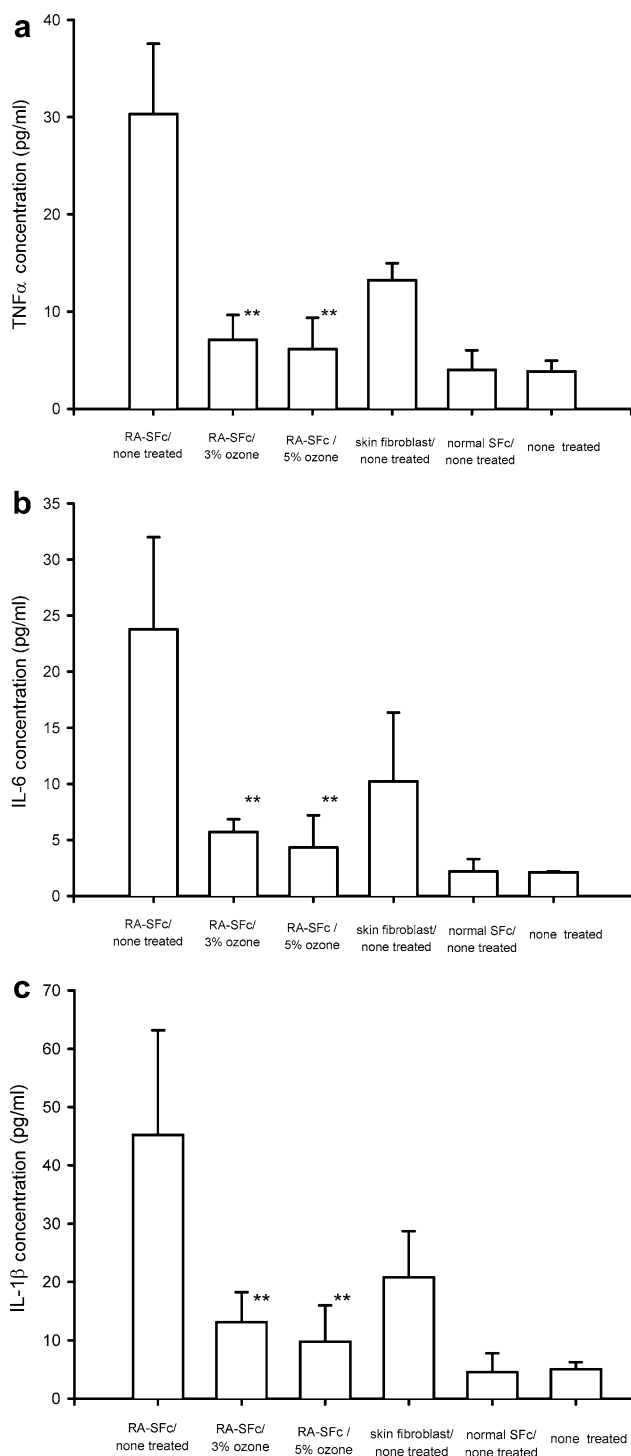 a
40
30
20
10
0
TNFα concentration (pg/ml)
**
**
RA-SFc/
none treated
RA-SFc/
3% ozone
RA-SFc /
5% ozone
skin fibroblast/
none treated
normal SFc/
none treated
none treated
b
35
30
25
20
15
10
5
0
IL-6 concentration (pg/ml)
**
**
RA-SFc/
none treated
RA-SFc/
3% ozone
RA-SFc /
5% ozone
skin fibroblast/
none treated
normal SFc/
none treated
none treated
c
70
60
50
40
30
20
10
0
IL-1β concentration (pg/ml)
**
**
RA-SFc/
none treated
RA-SFc/
3% ozone
RA-SFc /
5% ozone
skin fibroblast/
none treated
normal SFc/
none treated
none treated